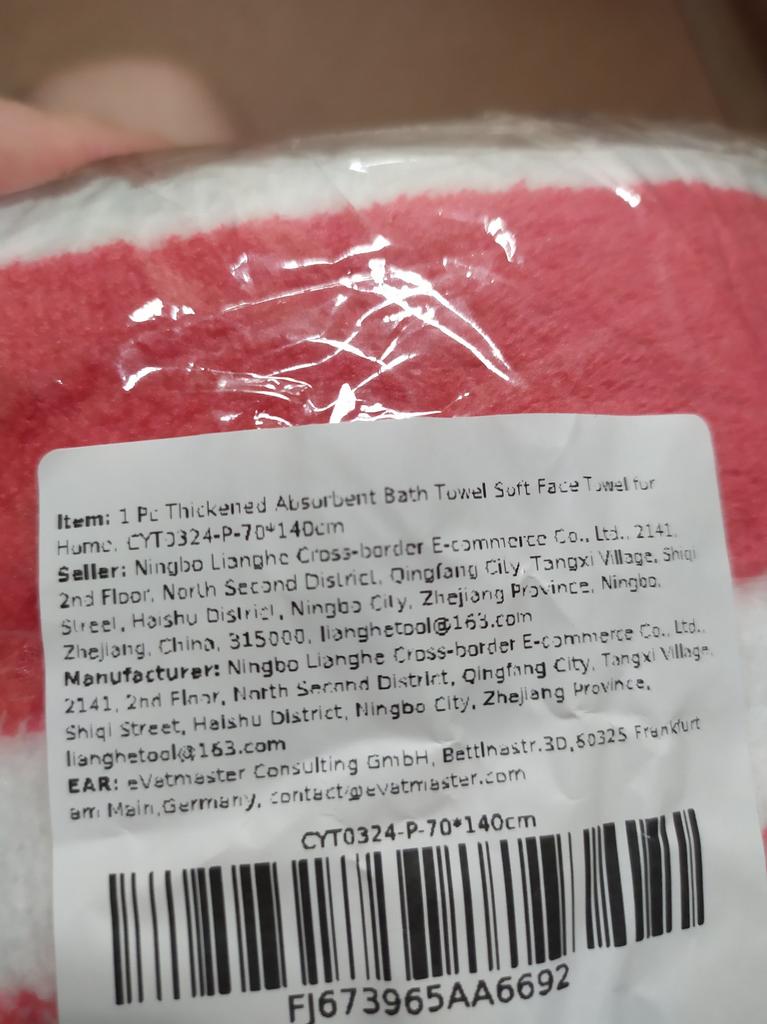 Item: 1 Pc Thickened Absorbent Bath Towel Soft Face Towel for
Home, CYT0324-P-70*140cm
Seller: Ningbo Lianghe Cross-border E-commerce Co., Ltd., 2141,
2nd Floor, North Second District, Qingfang City, Tangxi Village, Shiqi
Street, Haishu District, Ningbo City, Zhejiang Province, Ningbo,
Zhejiang, China, 315000, lianghetool@163.com
Manufacturer: Ningbo Lianghe Cross-border E-commerce Co., Ltd.,
2141, 2nd Floor, North Second District, Qingfang City, Tangxi Village,
Shiqi Street, Haishu District, Ningbo City, Zhejiang Province,
lianghetool@163.com
EAR: eVatmaster Consulting GmbH, Bettinastr.30,60325 Frankfurt
am Main,Germany, contact@evatmaster.com
CYT0324-P-70*140cm
FJ673965AA6692